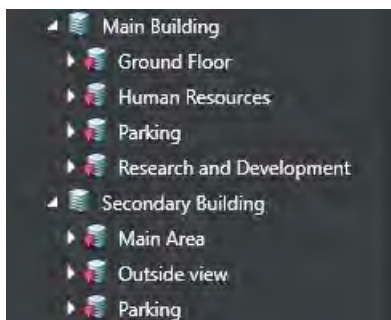 Main Building
Ground Floor
Human Resources
Parking
Research and Development
Secondary Building
Main Area
Outside view
Parking